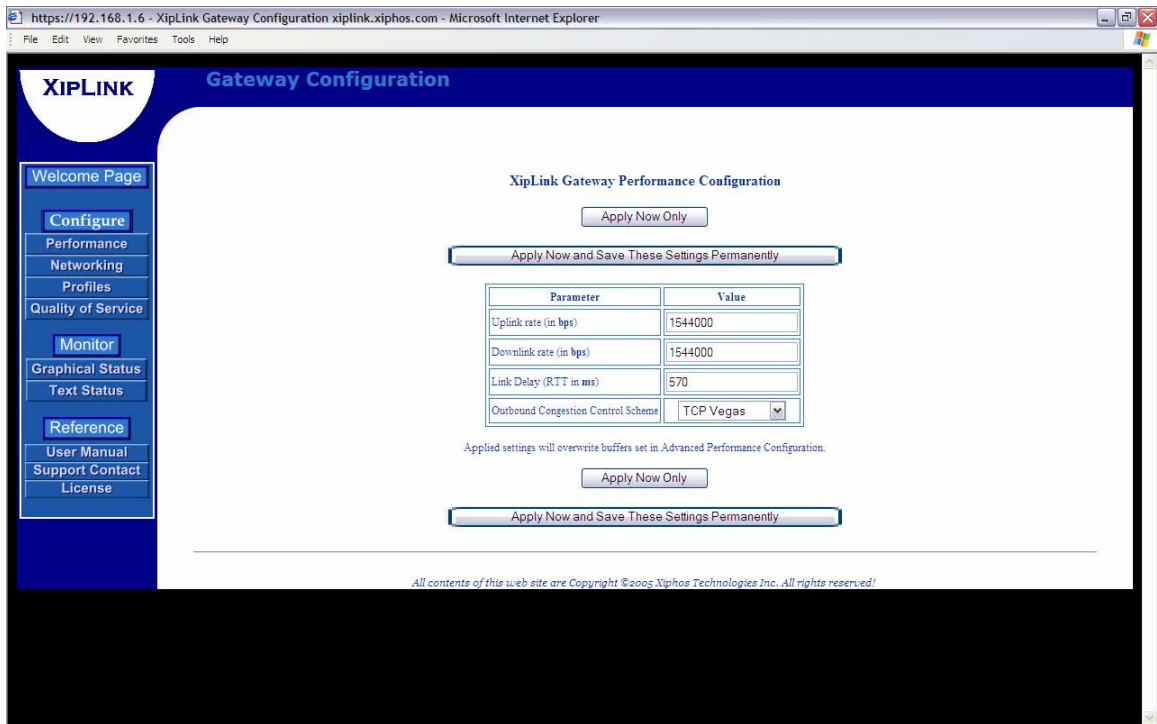 https://192.168.1.6 - XipLink Gateway Configuration xiplink.xiphos.com - Microsoft Internet Explorer
File Edit View Favorites Tools Help
XIPLINK
Gateway Configuration
Welcome Page
Configure
Performance
Networking
Profiles
Quality of Service
Monitor
Graphical Status
Text Status
Reference
User Manual
Support Contact
License
XipLink Gateway Performance Configuration
Apply Now Only
Apply Now and Save These Settings Permanently
Parameter Value
Uplink rate (in bps) 1544000
Downlink rate (in bps) 1544000
Link Delay (RTT in ms) 570
Outbound Congestion Control Scheme TCP Vegas
Applied settings will overwrite buffers set in Advanced Performance Configuration.
Apply Now Only
Apply Now and Save These Settings Permanently
All contents of this web site are Copyright ©2005 Xiphos Technologies Inc. All rights reserved!